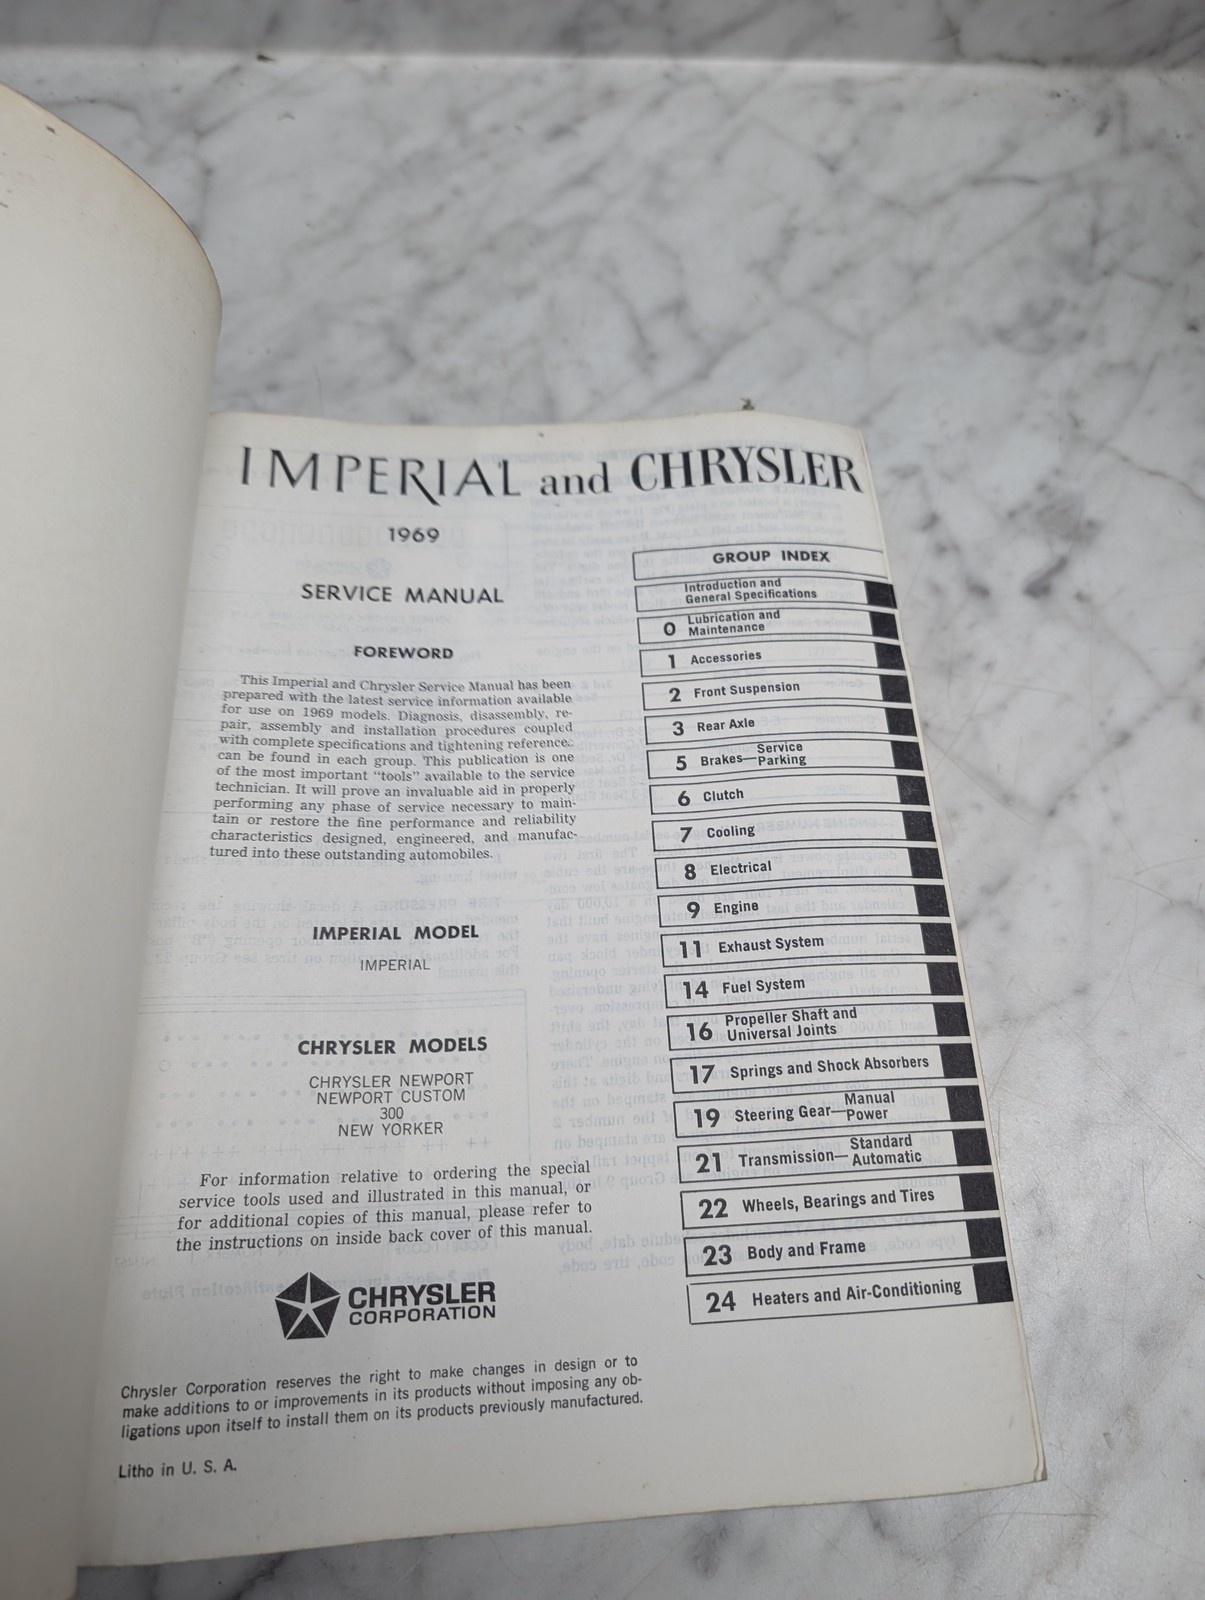 IMPERIAL and CHRYSLER
1969
SERVICE MANUAL
FOREWORD
This Imperial and Chrysler Service Manual has been
prepared with the latest service information available
for use on 1969 models. Diagnosis, disassembly, re-
pair, assembly and installation procedures coupled
with complete specifications and tightening references
can be found in each group. This publication is one
of the most important "tools" available to the service
technician. It will prove an invaluable aid in properly
performing any phase of service necessary to main-
tain or restore the fine performance and reliability
characteristics designed, engineered, and manufac-
tured into these outstanding automobiles.
IMPERIAL MODEL
IMPERIAL
CHRYSLER MODELS
CHRYSLER NEWPORT
NEWPORT CUSTOM
300
NEW YORKER
For information relative to ordering the special
service tools used and illustrated in this manual, or
for additional copies of this manual, please refer to
the instructions on inside back cover of this manual.
CHRYSLER
CORPORATION
Chrysler Corporation reserves the right to make changes in design or to
make additions to or improvements in its products without imposing any ob-
ligations upon itself to install them on its products previously manufactured.
Litho in U. S. A.
GROUP INDEX
Introduction and
General Specifications
0 Lubrication and
Maintenance
1 Accessories
2 Front Suspension
3 Rear Axle
5 Brakes—Service
Parking
6 Clutch
7 Cooling
8 Electrical
9 Engine
11 Exhaust System
14 Fuel System
16 Propeller Shaft and
Universal Joints
17 Springs and Shock Absorbers
19 Steering Gear—Manual
Power
21 Transmission—Standard
Automatic
22 Wheels, Bearings and Tires
23 Body and Frame
24 Heaters and Air-Conditioning